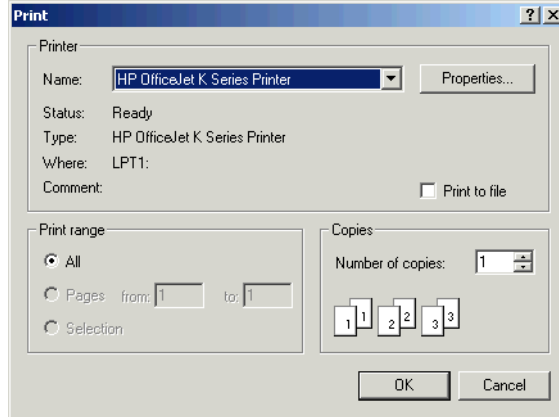 Print
Printer
Name: HP OfficeJet K Series Printer Properties...
Status: Ready
Type: HP OfficeJet K Series Printer
Where: LPT1:
Comment: Print to file
Print range Copies
All Number of copies: 1
Pages from: 1 to: 1
1 1 2 2 3 3
Selection
OK Cancel